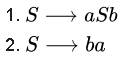 1. S ⟶ aSb
2. S ⟶ ba